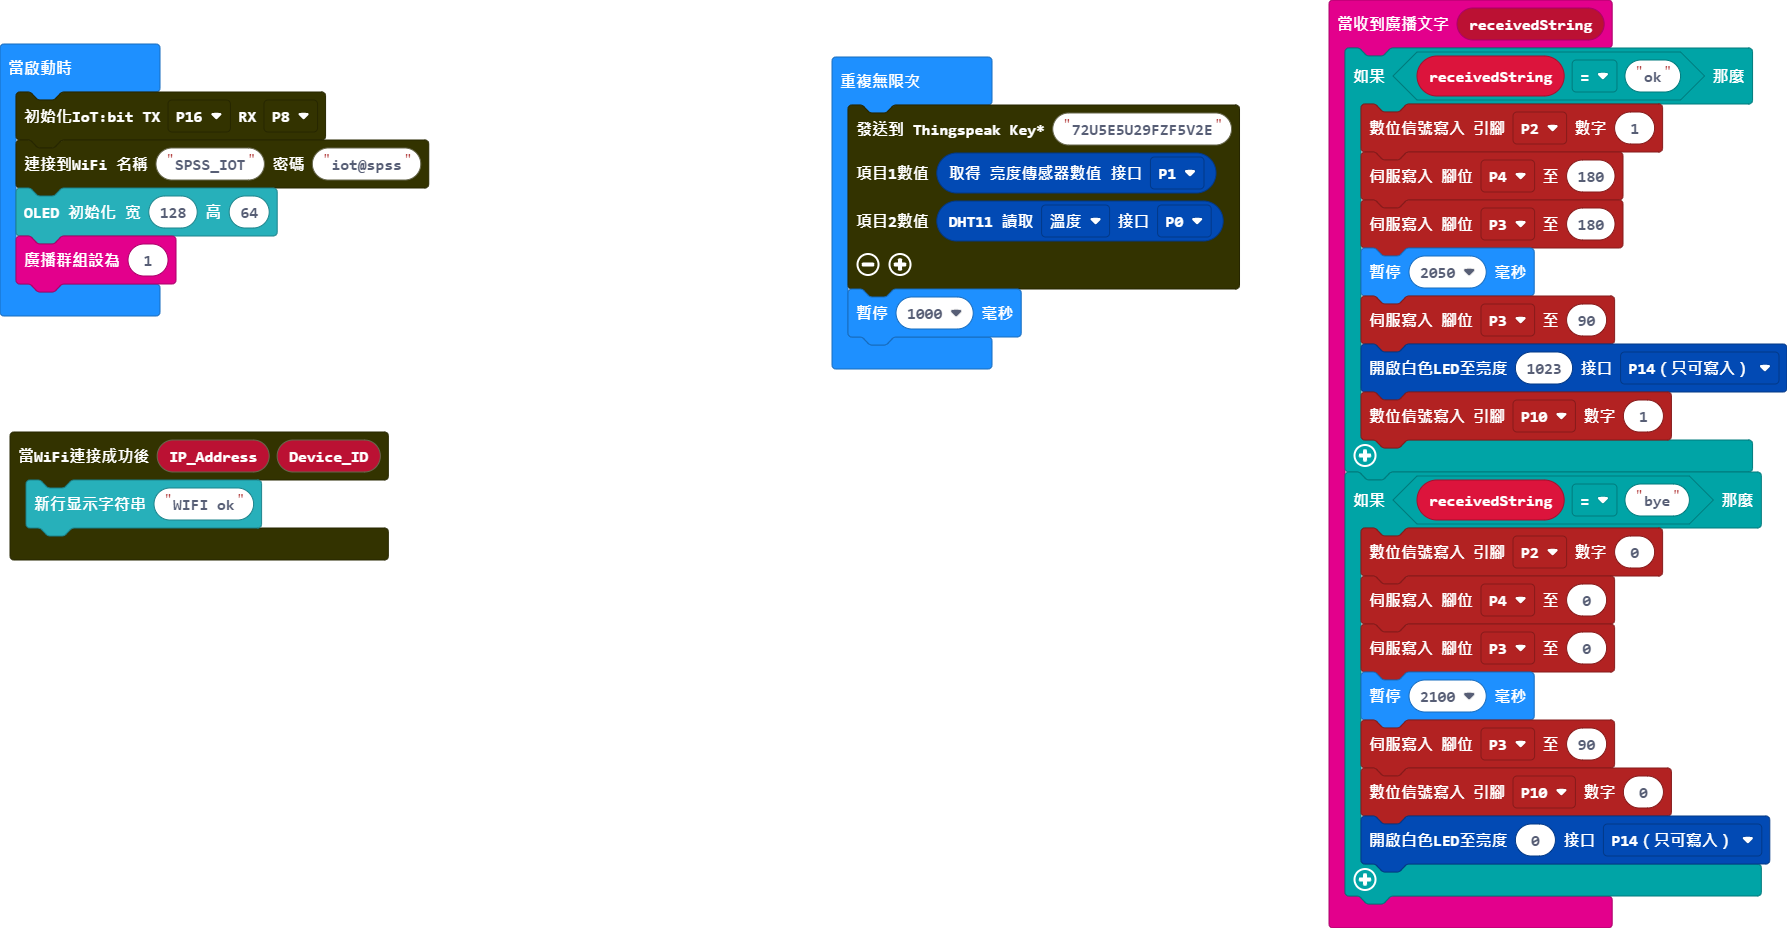 當啟動時
初始化IoT:bit TX P16 RX P8
連接到WiFi 名稱 "SPSS_IOT" 密碼 "iot@spss"
OLED 初始化 宽 128 高 64
廣播群組設為 1
當WiFi連接成功後 IP_Address Device_ID
新行显示字符串 "WIFI ok"
重複無限次
發送到 Thingspeak Key* "72U5E5U29FZF5V2E"
項目1數值 取得 亮度傳感器數值 接口 P1
項目2數值 DHT11 讀取 溫度 接口 P0
暫停 1000 毫秒
當收到廣播文字 receivedString
如果 receivedString = "ok" 那麼
數位信號寫入 引腳 P2 數字 1
伺服寫入 腳位 P4 至 180
伺服寫入 腳位 P3 至 180
暫停 2050 毫秒
伺服寫入 腳位 P3 至 90
開啟白色LED至亮度 1023 接口 P14(只可寫入)
數位信號寫入 引腳 P10 數字 1
如果 receivedString = "bye" 那麼
數位信號寫入 引腳 P2 數字 0
伺服寫入 腳位 P4 至 0
伺服寫入 腳位 P3 至 0
暫停 2100 毫秒
伺服寫入 腳位 P3 至 90
數位信號寫入 引腳 P10 數字 0
開啟白色LED至亮度 0 接口 P14(只可寫入)